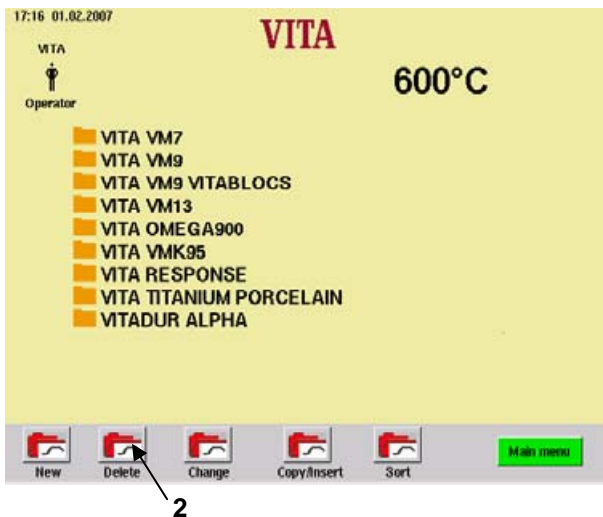 17:16 01.02.2007
VITA
VITA
Operator
600°C
VITA VM7
VITA VM9
VITA VM9 VITABLOCS
VITA VM13
VITA OMEGA900
VITA VMK95
VITA RESPONSE
VITA TITANIUM PORCELAIN
VITADUR ALPHA
New Delete Change Copy/Insert Sort Main menu
2